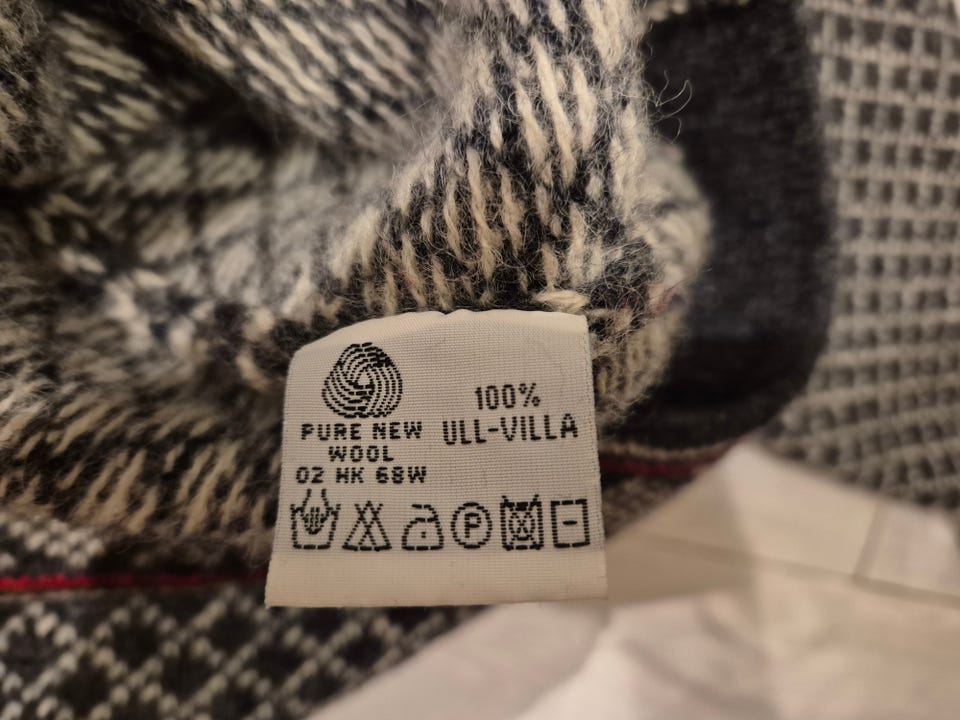 PURE NEW
WOOL
02 HK 68W
100%
ULL-VILLA
P